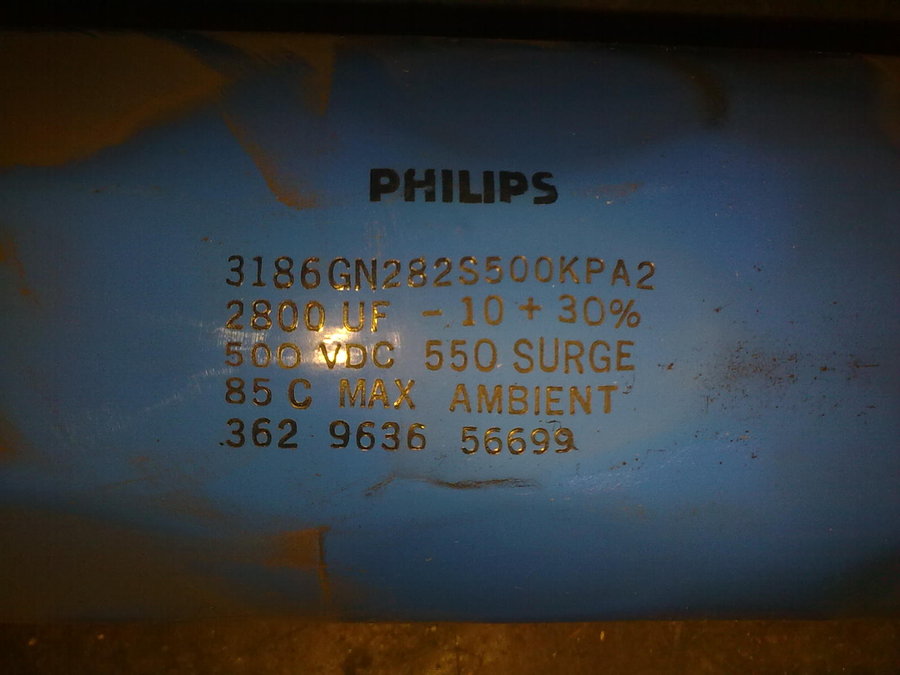 PHILIPS
3186GN282S500KPA2
2800 UF - 10 + 30%
500 VDC 550 SURGE
85 C MAX AMBIENT
362 9636 56699